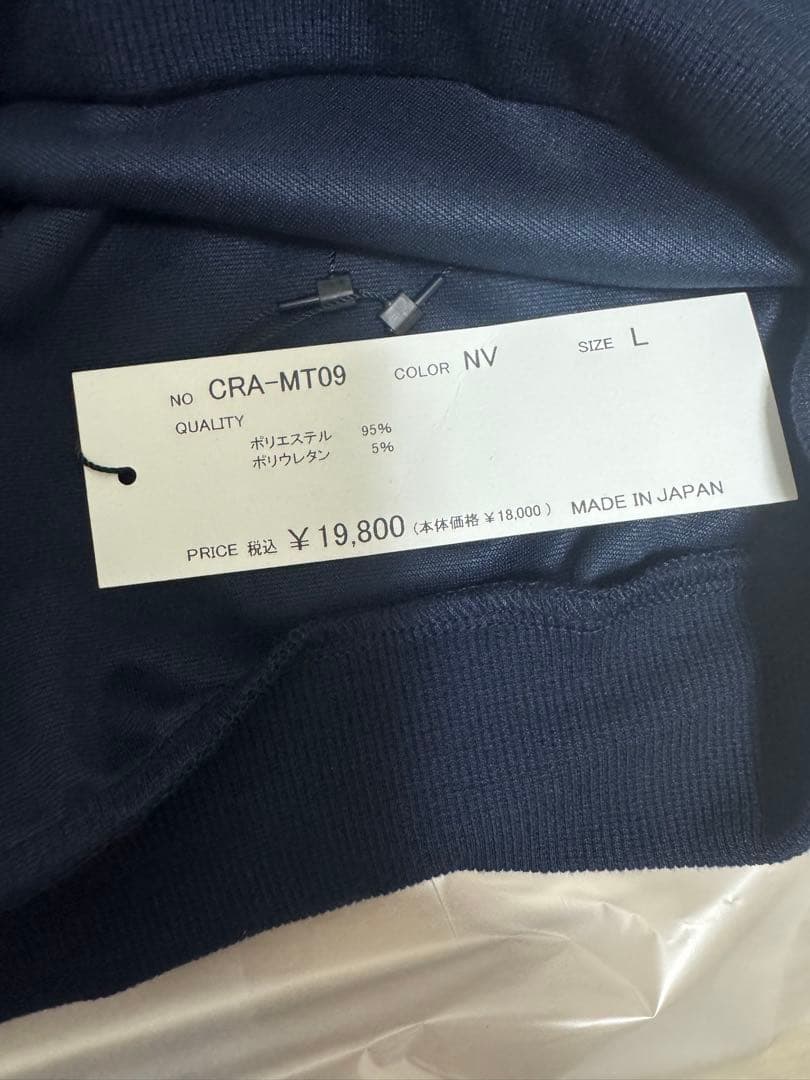 NO CRA-MT09 COLOR NV SIZE L
QUALITY
ポリエステル 95%
ポリウレタン 5%
PRICE 税込 ¥19,800 (本体価格 ¥18,000) MADE IN JAPAN